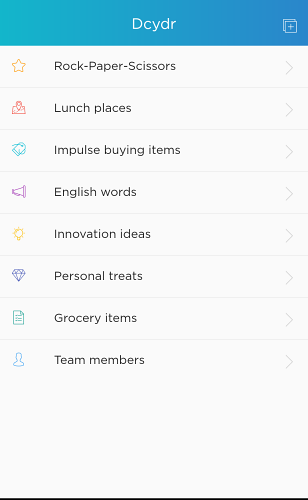 Dcydr
Rock-Paper-Scissors
Lunch places
Impulse buying items
English words
Innovation ideas
Personal treats
Grocery items
Team members